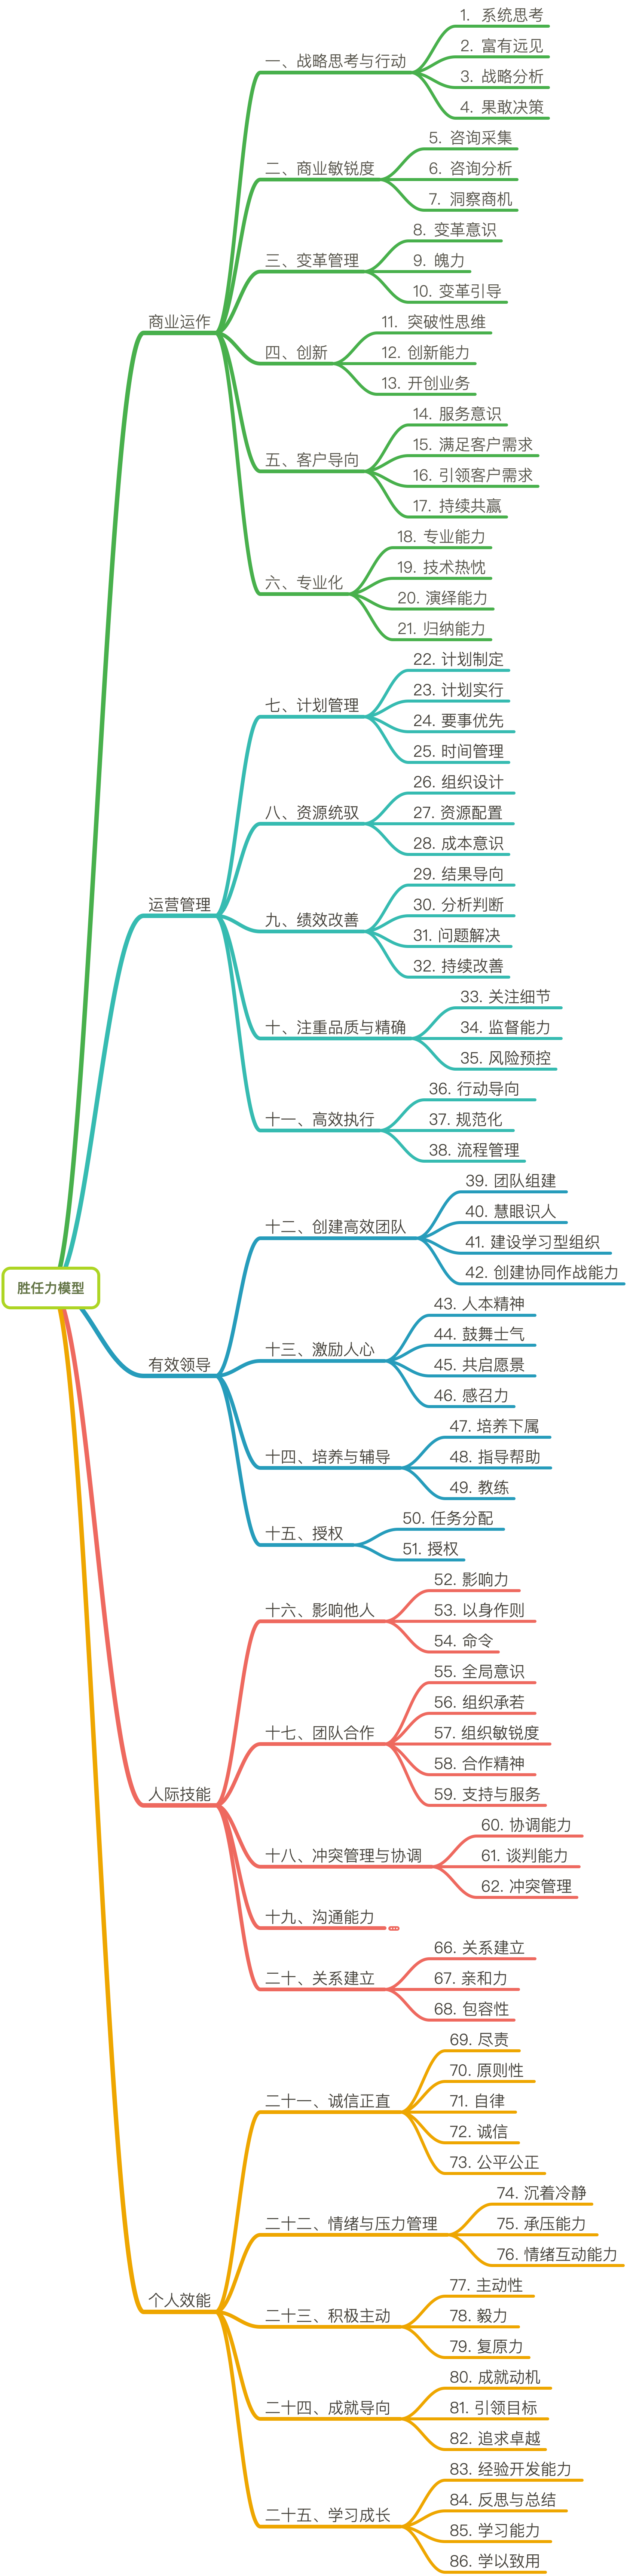 胜任力模型
商业运作
一、战略思考与行动
1. 系统思考
2. 富有远见
3. 战略分析
4. 果敢决策
二、商业敏锐度
5. 咨询采集
6. 咨询分析
7. 洞察商机
三、变革管理
8. 变革意识
9. 魄力
10. 变革引导
四、创新
11. 突破性思维
12. 创新能力
13. 开创业务
五、客户导向
14. 服务意识
15. 满足客户需求
16. 引领客户需求
17. 持续共赢
六、专业化
18. 专业能力
19. 技术热忱
20. 演绎能力
21. 归纳能力
运营管理
七、计划管理
22. 计划制定
23. 计划实行
24. 要事优先
25. 时间管理
八、资源统驭
26. 组织设计
27. 资源配置
28. 成本意识
九、绩效改善
29. 结果导向
30. 分析判断
31. 问题解决
32. 持续改善
十、注重品质与精确
33. 关注细节
34. 监督能力
35. 风险预控
十一、高效执行
36. 行动导向
37. 规范化
38. 流程管理
有效领导
十二、创建高效团队
39. 团队组建
40. 慧眼识人
41. 建设学习型组织
42. 创建协同作战能力
十三、激励人心
43. 人本精神
44. 鼓舞士气
45. 共启愿景
46. 感召力
十四、培养与辅导
47. 培养下属
48. 指导帮助
49. 教练
十五、授权
50. 任务分配
51. 授权
人际技能
十六、影响他人
52. 影响力
53. 以身作则
54. 命令
十七、团队合作
55. 全局意识
56. 组织承若
57. 组织敏锐度
58. 合作精神
59. 支持与服务
十八、冲突管理与协调
60. 协调能力
61. 谈判能力
62. 冲突管理
十九、沟通能力
二十、关系建立
66. 关系建立
67. 亲和力
68. 包容性
个人效能
二十一、诚信正直
69. 尽责
70. 原则性
71. 自律
72. 诚信
73. 公平公正
二十二、情绪与压力管理
74. 沉着冷静
75. 承压能力
76. 情绪互动能力
二十三、积极主动
77. 主动性
78. 毅力
79. 复原力
二十四、成就导向
80. 成就动机
81. 引领目标
82. 追求卓越
二十五、学习成长
83. 经验开发能力
84. 反思与总结
85. 学习能力
86. 学以致用